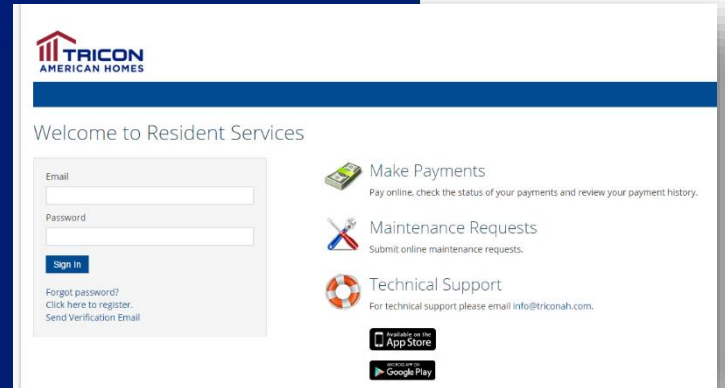 TRICON
AMERICAN HOMES
Welcome to Resident Services
Email
Password
Sign In
Forgot password?
Click here to register.
Send Verification Email
Make Payments
Pay online, check the status of your payments and review your payment history.
Maintenance Requests
Submit online maintenance requests.
Technical Support
For technical support please email info@triconah.com.
Available on the
App Store
ANDROID APP ON
Google Play